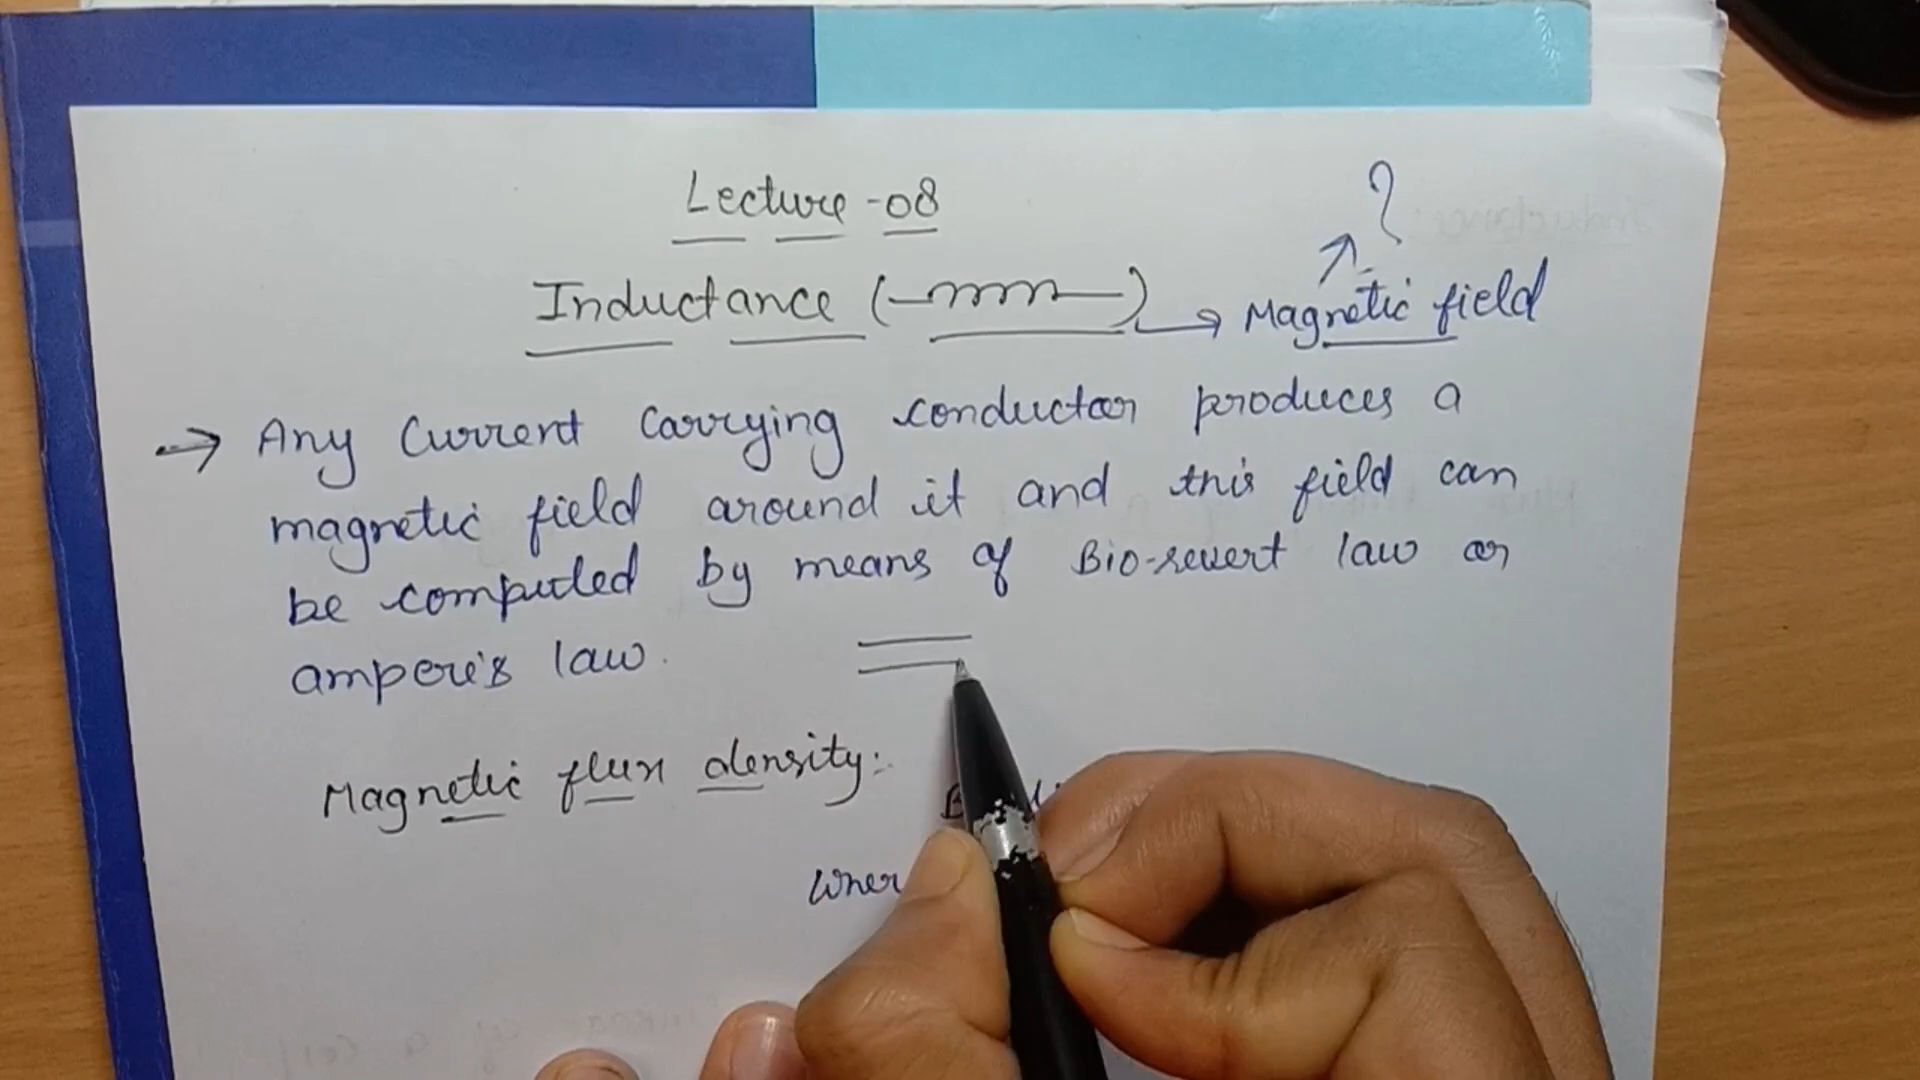 Lecture -08
Inductance ( ) → Magnetic field
→ Any Current Carrying conductor produces a
magnetic field around it and this field can
be computed by means of Bio-severt law or
ampere's law.
Magnetic flux density: